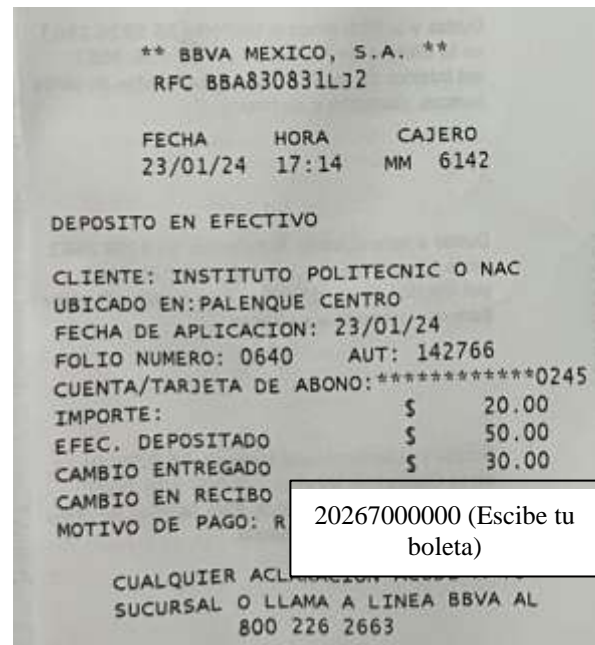 ** BBVA MEXICO, S.A. **
RFC BBA830831LJ2
FECHA HORA CAJERO
23/01/24 17:14 MM 6142
DEPOSITO EN EFECTIVO
CLIENTE: INSTITUTO POLITECNIC O NAC
UBICADO EN:PALENQUE CENTRO
FECHA DE APLICACION: 23/01/24
FOLIO NUMERO: 0640 AUT: 142766
CUENTA/TARJETA DE ABONO:************0245
IMPORTE: $ 20.00
EFEC. DEPOSITADO $ 50.00
CAMBIO ENTREGADO $ 30.00
CAMBIO EN RECIBO
MOTIVO DE PAGO: R
20267000000 (Escibe tu
boleta)
CUALQUIER
SUCURSAL O LLAMA A LINEA BBVA AL
800 226 2663